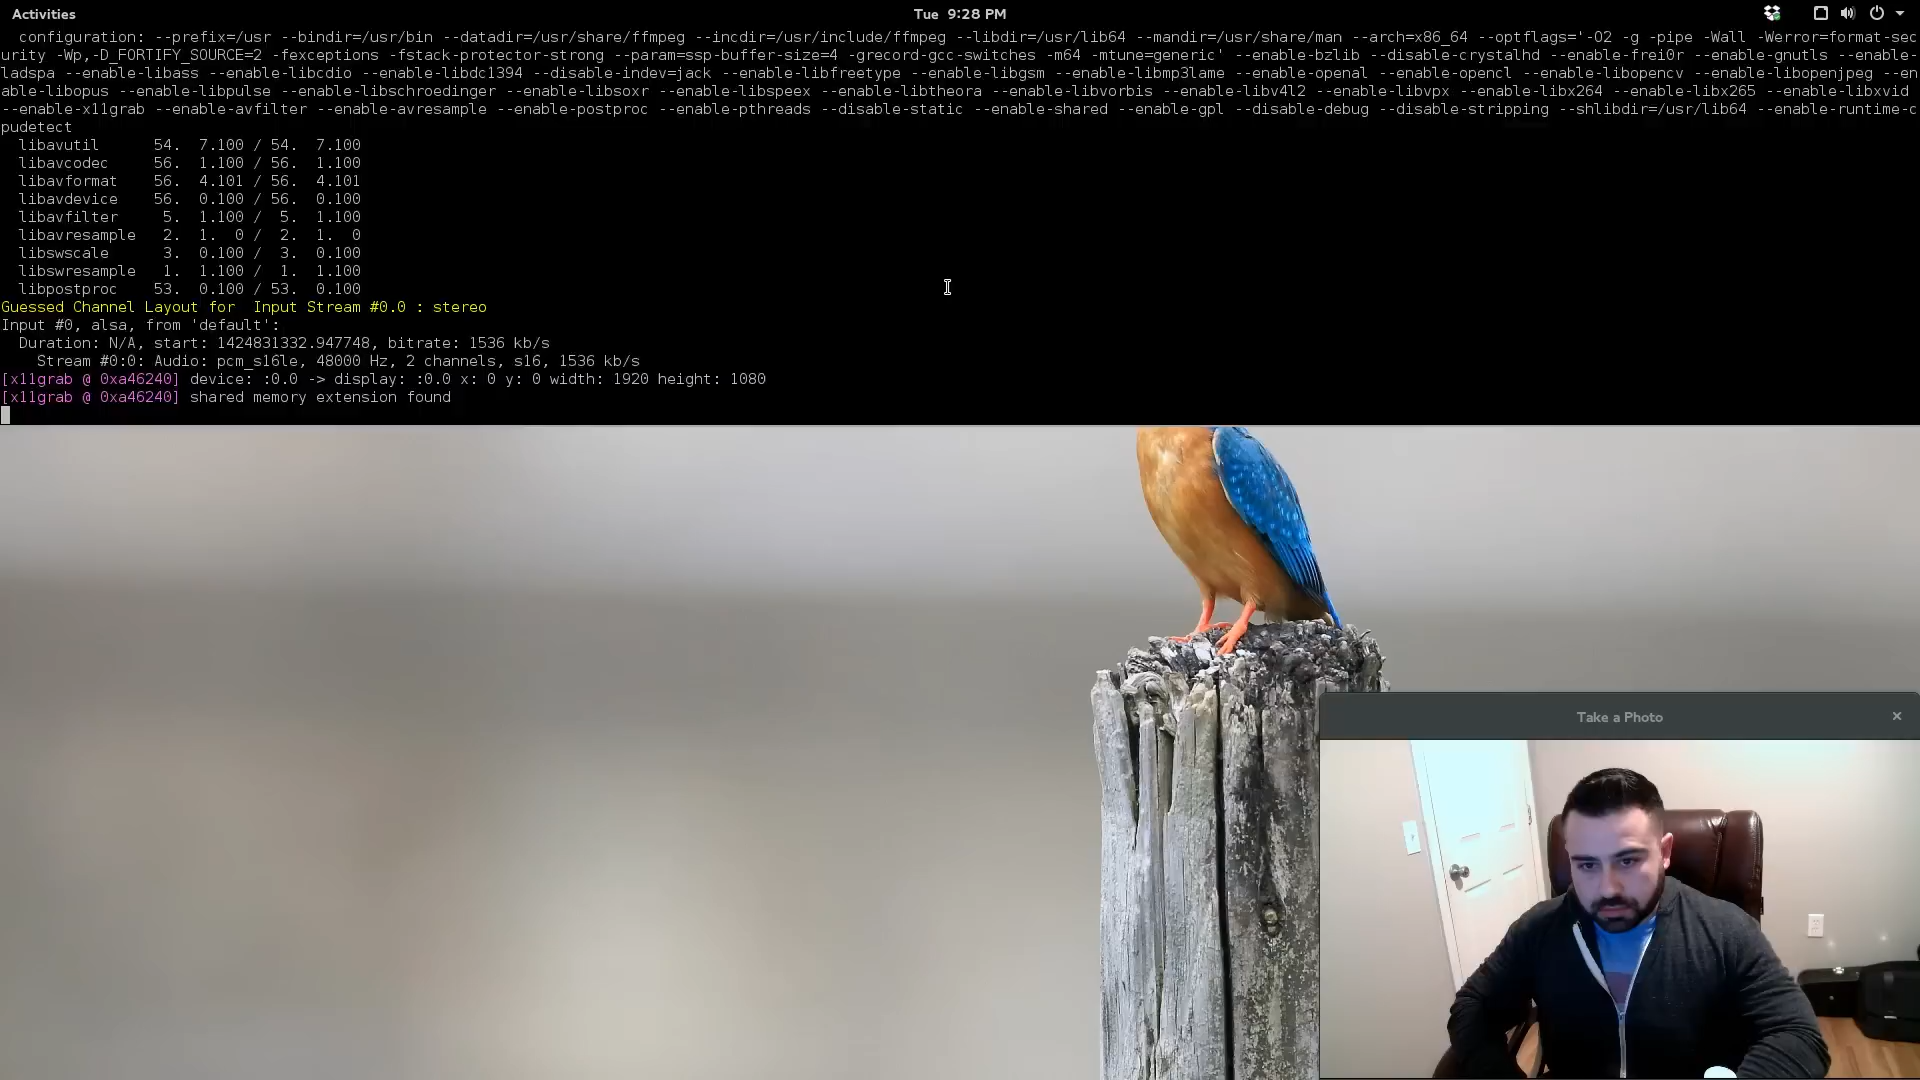 Activities
Tue 9:28 PM
configuration: --prefix=/usr --bindir=/usr/bin --datadir=/usr/share/ffmpeg --incdir=/usr/include/ffmpeg --libdir=/usr/lib64 --mandir=/usr/share/man --arch=x86_64 --optflags='-O2 -g -pipe -Wall -Werror=format-sec
urity -Wp,-D_FORTIFY_SOURCE=2 -fexceptions -fstack-protector-strong --param=ssp-buffer-size=4 -grecord-gcc-switches -m64 -mtune=generic' --enable-bzlib --disable-crystalhd --enable-frei0r --enable-gnutls --enable-
ladspa --enable-libass --enable-libcdio --enable-libdc1394 --disable-indev=jack --enable-libfreetype --enable-libgsm --enable-libmp3lame --enable-openal --enable-opencl --enable-libopencv --enable-libopenjpeg --en
able-libopus --enable-libpulse --enable-libschroedinger --enable-libsoxr --enable-libspeex --enable-libtheora --enable-libvorbis --enable-libv4l2 --enable-libvpx --enable-libx264 --enable-libx265 --enable-libxvid
--enable-x11grab --enable-avfilter --enable-avresample --enable-postproc --enable-pthreads --disable-static --enable-shared --enable-gpl --disable-debug --disable-stripping --shlibdir=/usr/lib64 --enable-runtime-c
pudetect
libavutil 54. 7.100 / 54. 7.100
libavcodec 56. 1.100 / 56. 1.100
libavformat 56. 4.101 / 56. 4.101
libavdevice 56. 0.100 / 56. 0.100
libavfilter 5. 1.100 / 5. 1.100
libavresample 2. 1. 0 / 2. 1. 0
libswscale 3. 0.100 / 3. 0.100
libswresample 1. 1.100 / 1. 1.100
libpostproc 53. 0.100 / 53. 0.100
Guessed Channel Layout for Input Stream #0.0 : stereo
Input #0, alsa, from 'default':
Duration: N/A, start: 1424831332.947748, bitrate: 1536 kb/s
Stream #0:0: Audio: pcm_s16le, 48000 Hz, 2 channels, s16, 1536 kb/s
[x11grab @ 0xa46240] device: :0.0 -> display: :0.0 x: 0 y: 0 width: 1920 height: 1080
[x11grab @ 0xa46240] shared memory extension found
Take a Photo